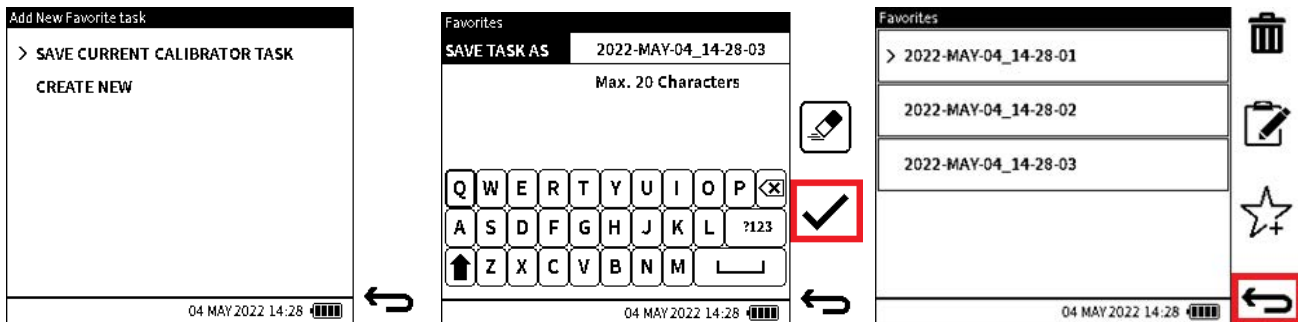 Add New Favorite task
> SAVE CURRENT CALIBRATOR TASK
CREATE NEW
04 MAY 2022 14:28
Favorites
SAVE TASK AS 2022-MAY-04_14-28-03
Max. 20 Characters
Q W E R T Y U I O P
A S D F G H J K L ?123
Z X C V B N M
04 MAY 2022 14:28
Favorites
> 2022-MAY-04_14-28-01
2022-MAY-04_14-28-02
2022-MAY-04_14-28-03
04 MAY 2022 14:28